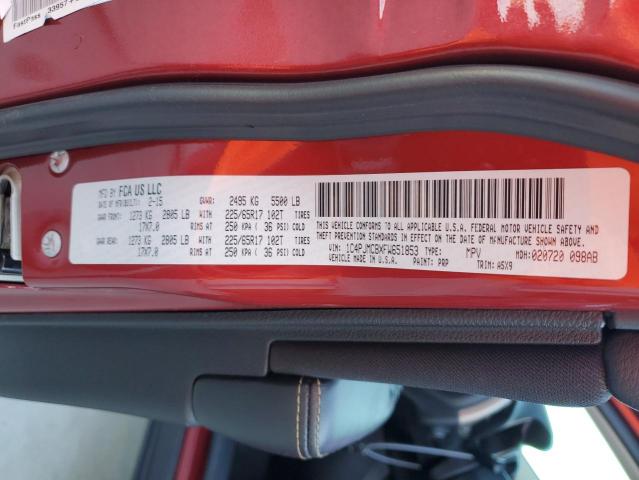 FastPass 33957
MFD BY FCA US LLC
DATE OF MFR/BUILT: 2-15 GVWR: 2495 KG 5500 LB
GAWR FRONT: 1273 KG 2805 LB WITH 225/65R17 102T TIRES
17X7.0 RIMS AT 250 KPA ( 36 PSI) COLD
GAWR REAR: 1273 KG 2805 LB WITH 225/65R17 102T TIRES
17X7.0 RIMS AT 250 KPA ( 36 PSI) COLD
THIS VEHICLE CONFORMS TO ALL APPLICABLE U.S.A. FEDERAL MOTOR VEHICLE SAFETY AND THEFT PREVENTION STANDARDS IN EFFECT ON THE DATE OF MANUFACTURE SHOWN ABOVE.
VIN: 1C4PJMCBXFW651853 TYPE: MPV MDH: 020720 098AB
VEHICLE MADE IN U.S.A. PAINT: PRP TRIM: A5X9